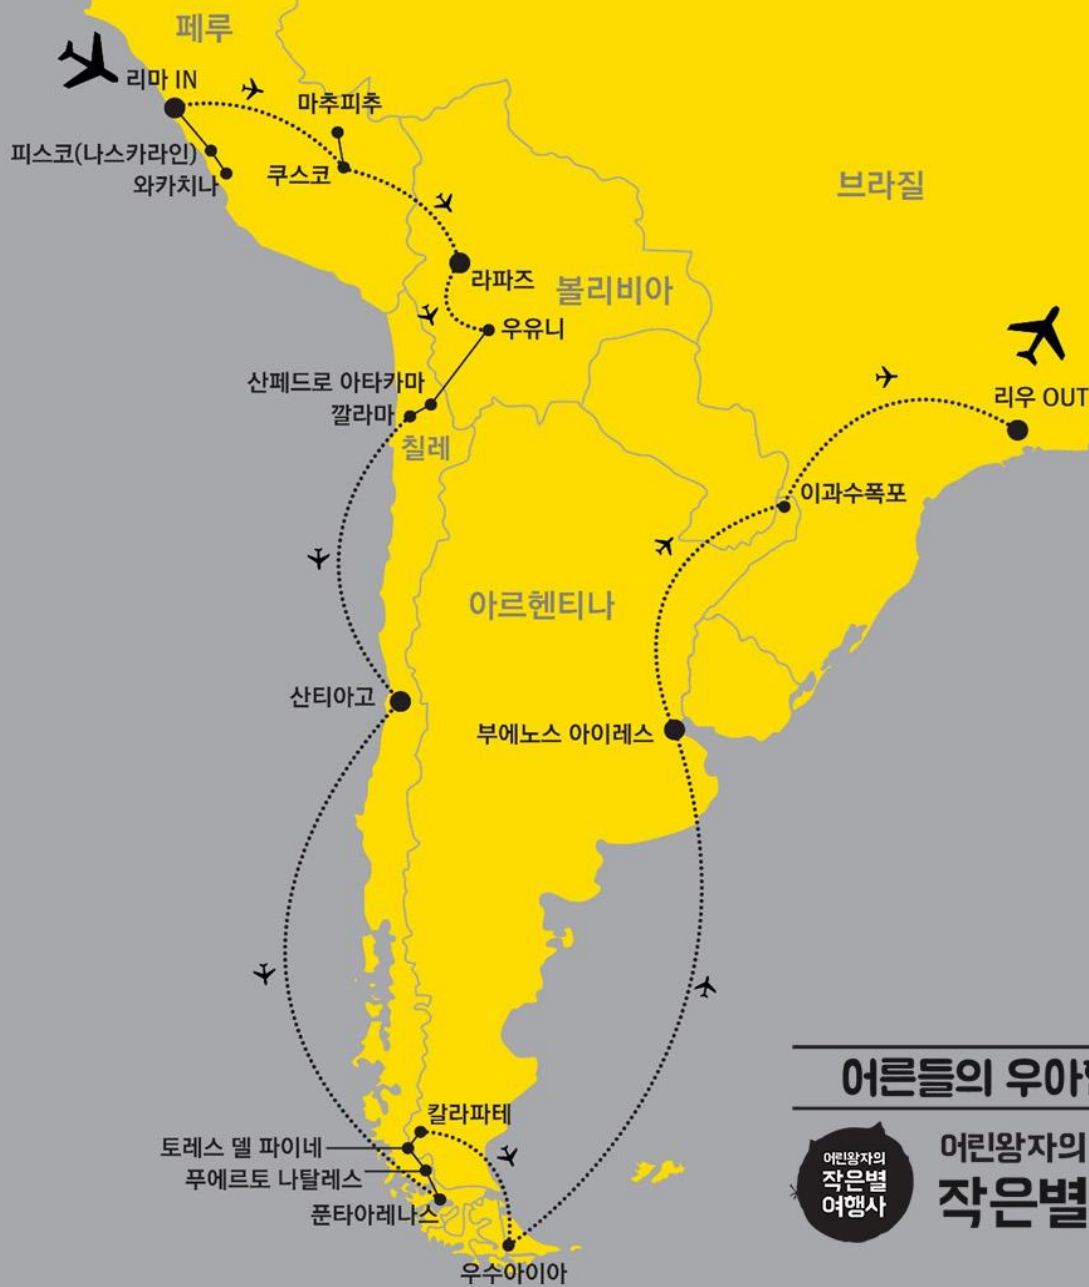 페루
리마 IN
마추피추
피스코(나스카라인)
쿠스코
와카치나
브라질
라파즈
볼리비아
우유니
산페드로 아타카마
리우 OUT
깔라마
칠레
이과수폭포
아르헨티나
산티아고
부에노스 아이레스
칼라파테
토레스 델 파이네
푸에르토 나탈레스
푼타아레나스
우수아이아
어른들의 우아
어린왕자의
작은별
여행사
어린왕자의
작은별